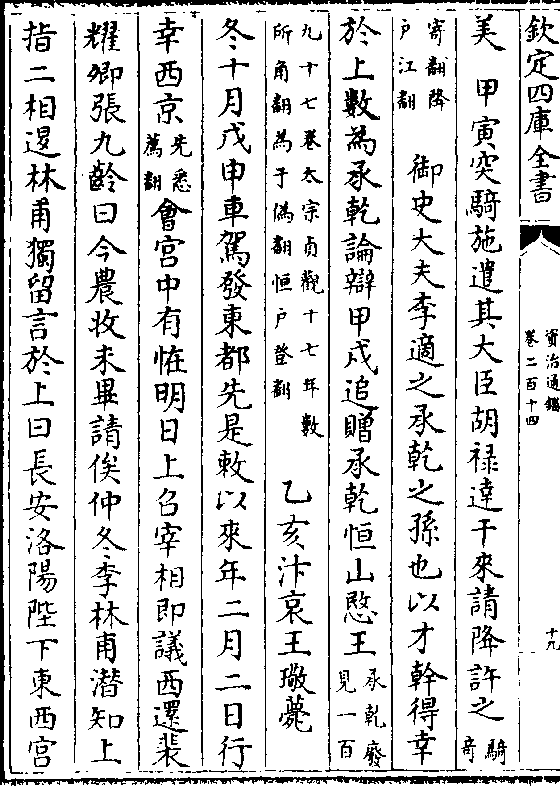 欽定四庫全書
資治通鑑
卷二百十四
十九
美 甲寅突騎施遣其大臣胡祿達干來請降許之騎奇
寄翻降户江翻 御史大夫李適之承乾之孫也以才幹得幸
於上數為承乾論辯甲戌追贈承乾恒山愍王承乾廢見一百
九十七卷太宗貞觀十七年數所角翻為于偽翻恒户登翻 乙亥汴哀王璥薨
冬十月戊申車駕發東都先是敕以來年二月二日行
幸西京先悉薦翻會宫中有恠明日上召宰相即議西還裴
耀卿張九齡曰今農收未畢請俟仲冬李林甫潛知上
指二相退林甫獨留言於上曰長安洛陽陛下東西宫